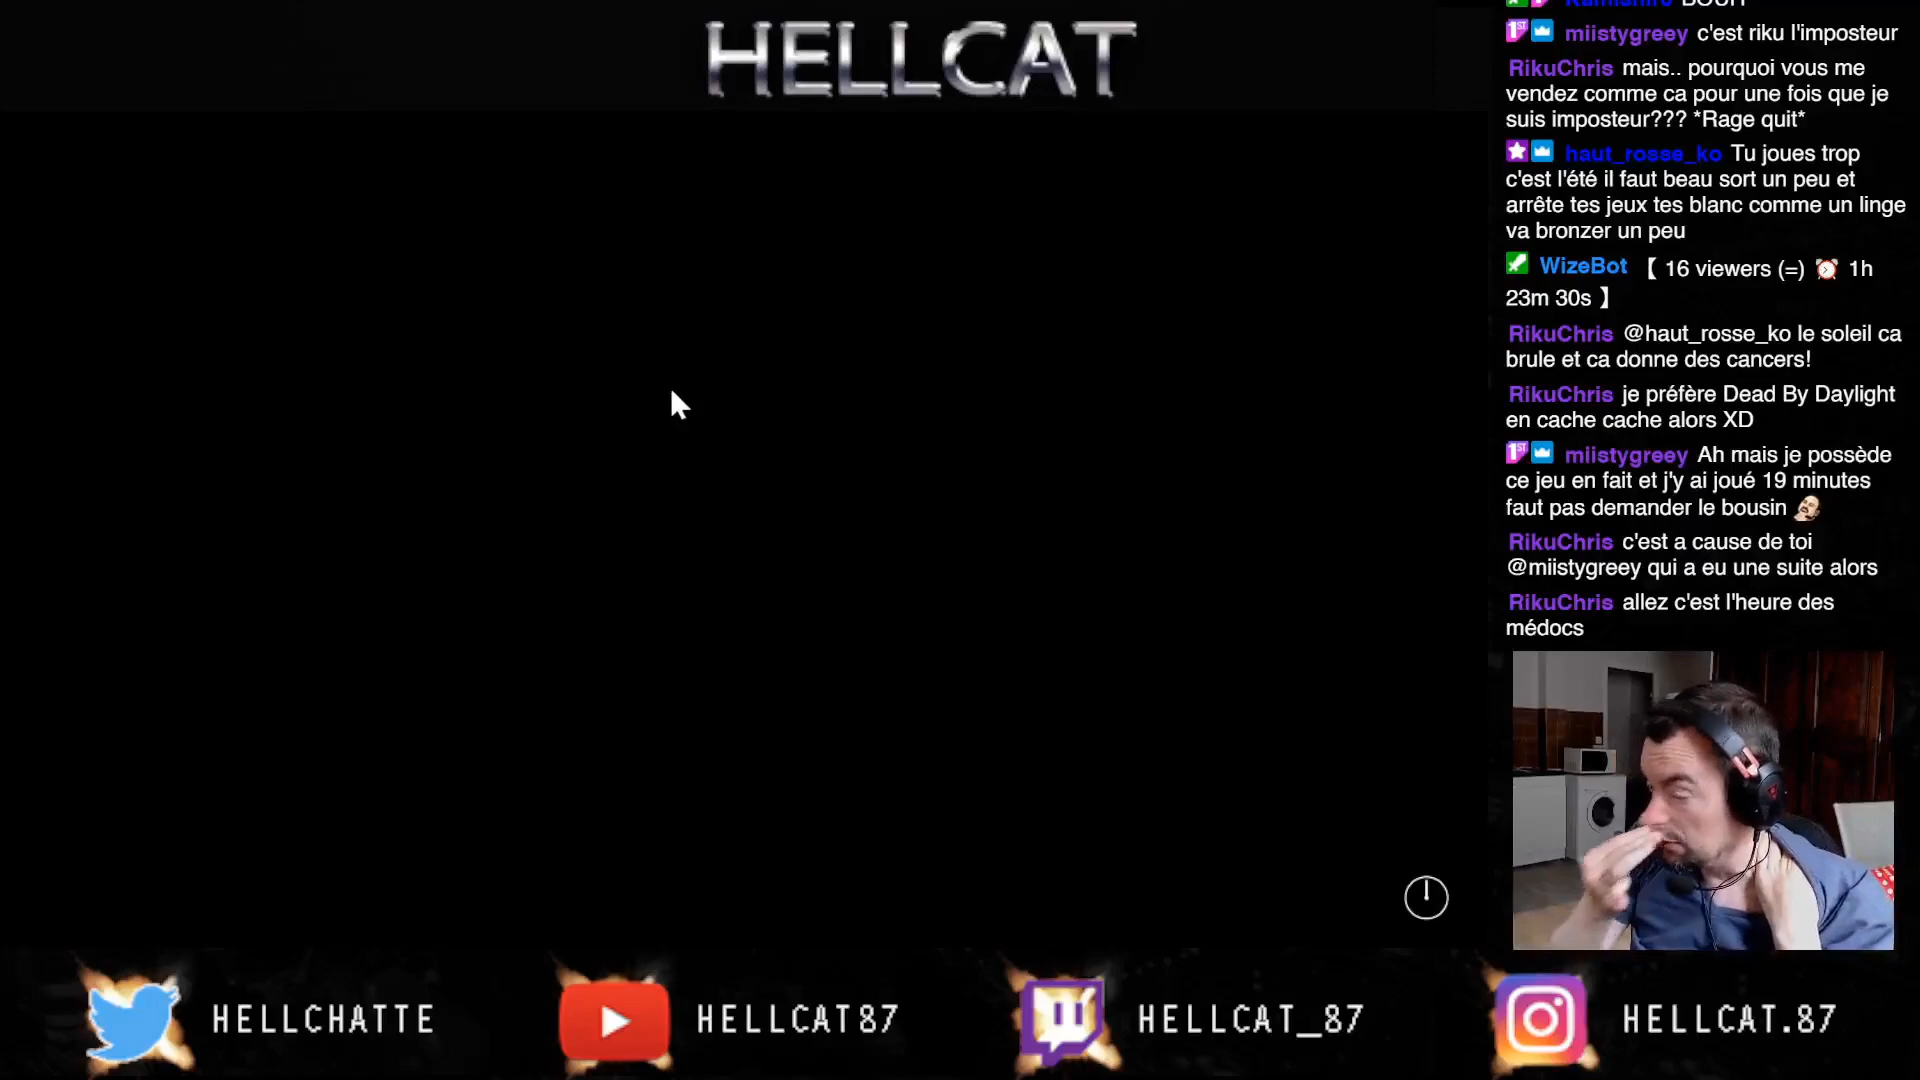 HELLCAT
miistygreey c'est riku l'imposteur
RikuChris mais.. pourquoi vous me
vendez comme ca pour une fois que je
suis imposteur??? *Rage quit*
haut_rosse_ko Tu joues trop
c'est l'été il faut beau sort un peu et
arrête tes jeux tes blanc comme un linge
va bronzer un peu
WizeBot 【 16 viewers (=) ⏰ 1h
23m 30s 】
RikuChris @haut_rosse_ko le soleil ca
brule et ca donne des cancers!
RikuChris je préfère Dead By Daylight
en cache cache alors XD
miistygreey Ah mais je possède
ce jeu en fait et j'y ai joué 19 minutes
faut pas demander le bousin
RikuChris c'est a cause de toi
@miistygreey qui a eu une suite alors
RikuChris allez c'est l'heure des
médocs
HELLCHATTE
HELLCAT87
HELLCAT_87
HELLCAT.87